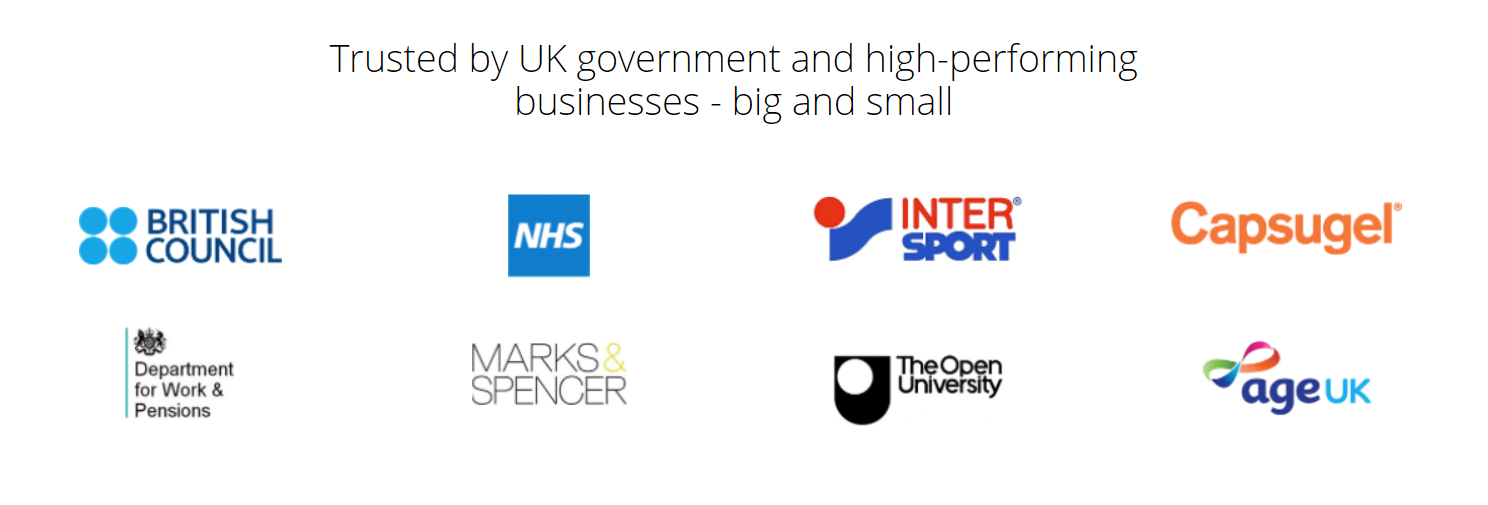 Trusted by UK government and high-performing
businesses - big and small
BRITISH
COUNCIL
NHS
INTER®
SPORT
Capsugel®
Department
for Work &
Pensions
MARKS&
SPENCER
The Open
University
age UK